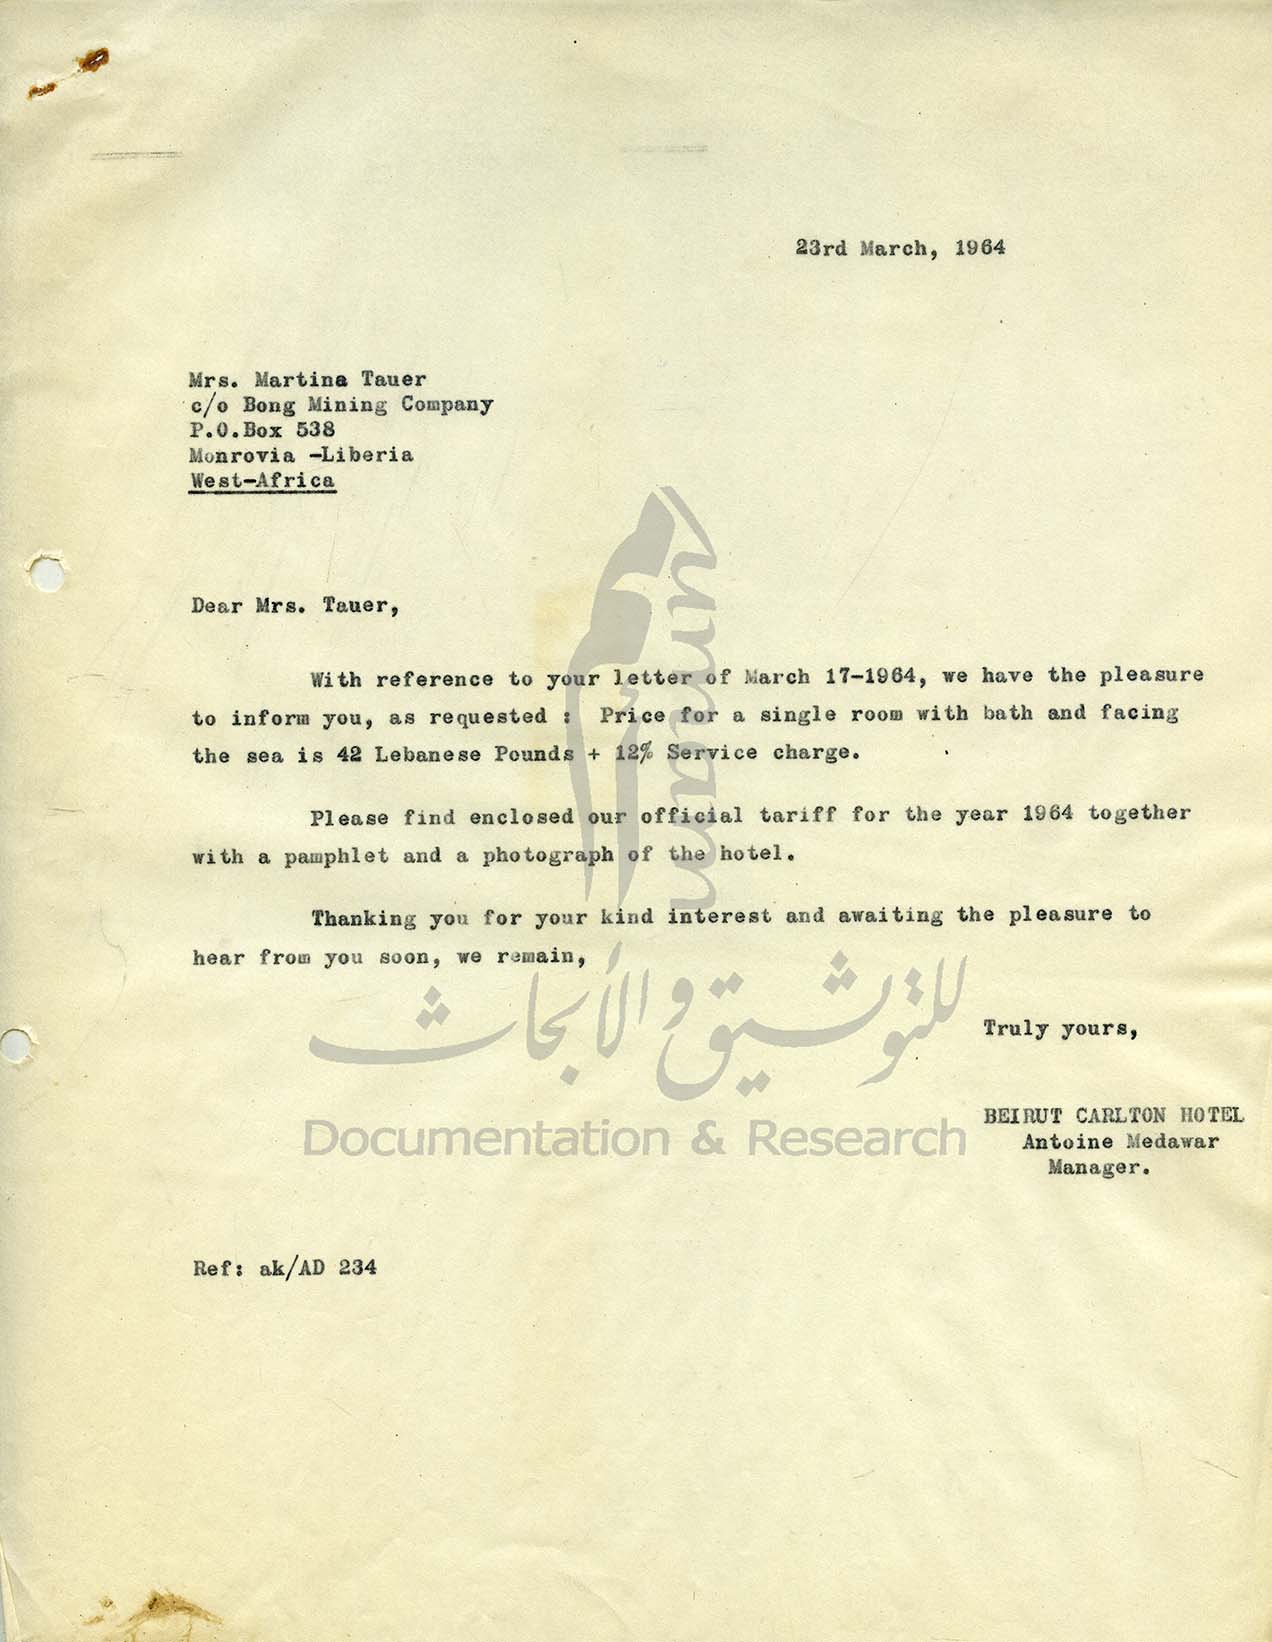 23rd March, 1964
Mrs. Martina Tauer
c/o Bong Mining Company
P.O.Box 538
Monrovia -Liberia
West-Africa
Dear Mrs. Tauer,
With reference to your letter of March 17-1964, we have the pleasure
to inform you, as requested : Price for a single room with bath and facing
the sea is 42 Lebanese Pounds + 12% Service charge.
Please find enclosed our official tariff for the year 1964 together
with a pamphlet and a photograph of the hotel.
Thanking you for your kind interest and awaiting the pleasure to
hear from you soon, we remain,
Truly yours,
BEIRUT CARLTON HOTEL
Antoine Medawar
Manager.
Ref: ak/AD 234
umam
للتوثيق والأبحاث
Documentation & Research